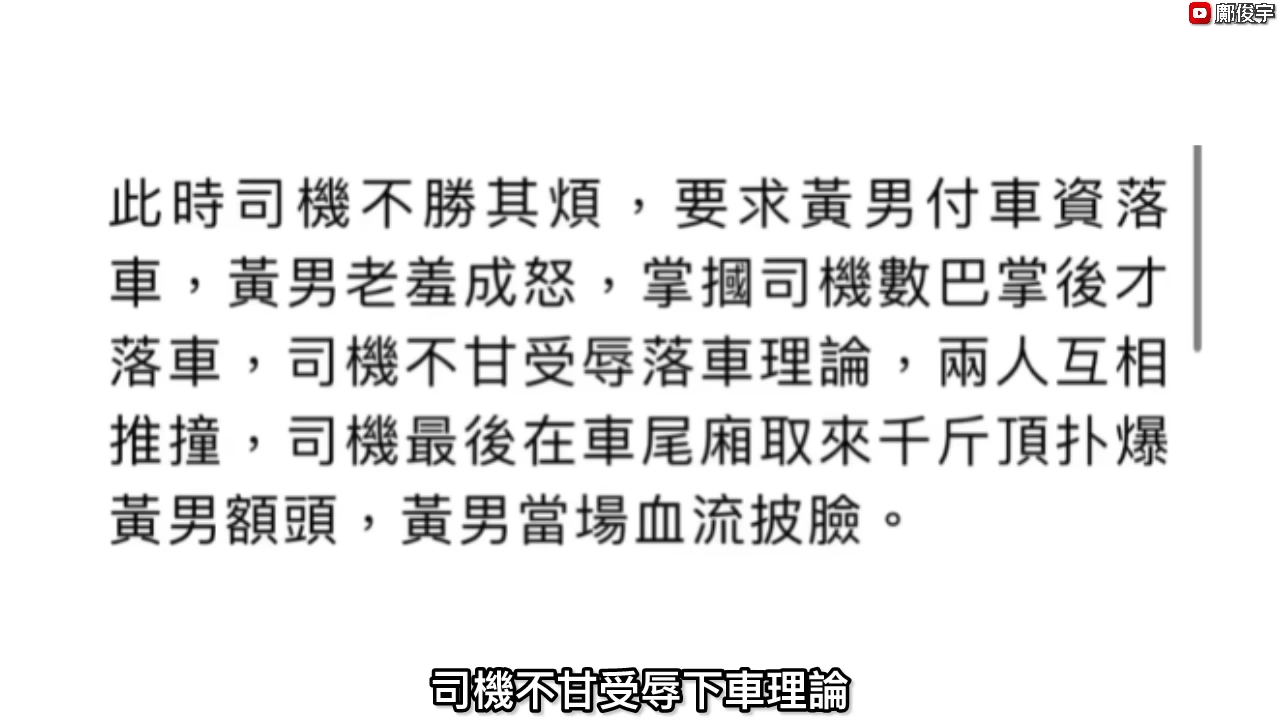 鄺俊宇
此時司機不勝其煩，要求黃男付車資落
車，黃男老羞成怒，掌摑司機數巴掌後才
落車，司機不甘受辱落車理論，兩人互相
推撞，司機最後在車尾廂取來千斤頂扑爆
黃男額頭，黃男當場血流披臉。
司機不甘受辱下車理論